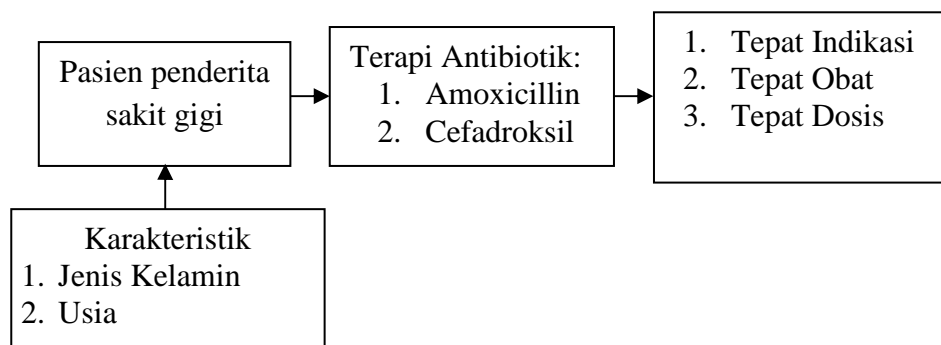 Pasien penderita
sakit gigi
Terapi Antibiotik:
1. Amoxicillin
2. Cefadroksil
1. Tepat Indikasi
2. Tepat Obat
3. Tepat Dosis
Karakteristik
1. Jenis Kelamin
2. Usia